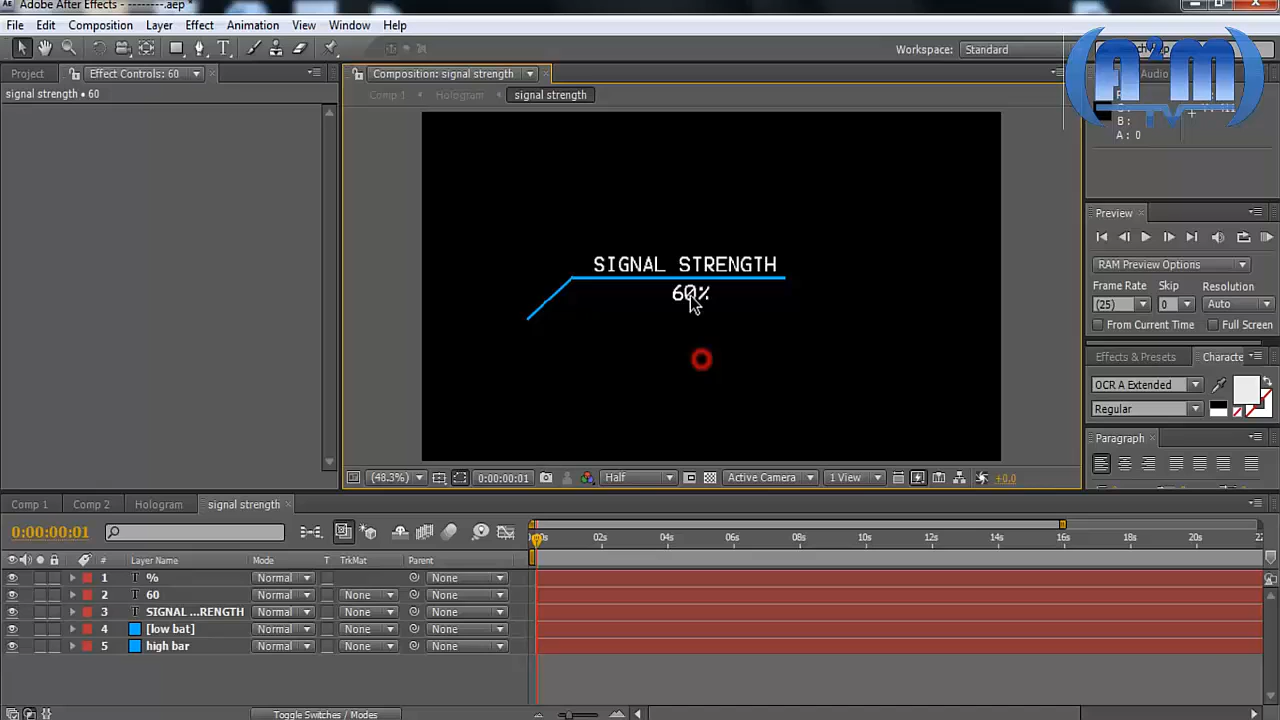 Adobe After Effects - --------.aep *
File Edit Composition Layer Effect Animation Window Help
Workspace: Standard
n²m
TV
Project Effect Controls: 60 Composition: signal strength Audio
signal strength • 60
Comp 1 Hologram signal strength
B :
A : 0
SIGNAL STRENGTH
60%
Preview
RAM Preview Options
Frame Rate Skip Resolution
(25) 0 Auto
From Current Time Full Screen
Effects & Presets Characte
OCR A Extended
Regular
Paragraph
(48.3%) 0:00:00:01 Half Active Camera 1 View +0.0
Comp 1 Comp 2 Hologram signal strength
0:00:00:01
02s 04s 06s 08s 10s 12s 14s 16s 18s 20s 22
# Layer Name Mode T TrkMat Parent
1 T % Normal None
2 T 60 Normal None None
3 T SIGNAL ...RENGTH Normal None None
4 [low bat] Normal None None
5 high bar Normal None None
Toggle Switches / Modes